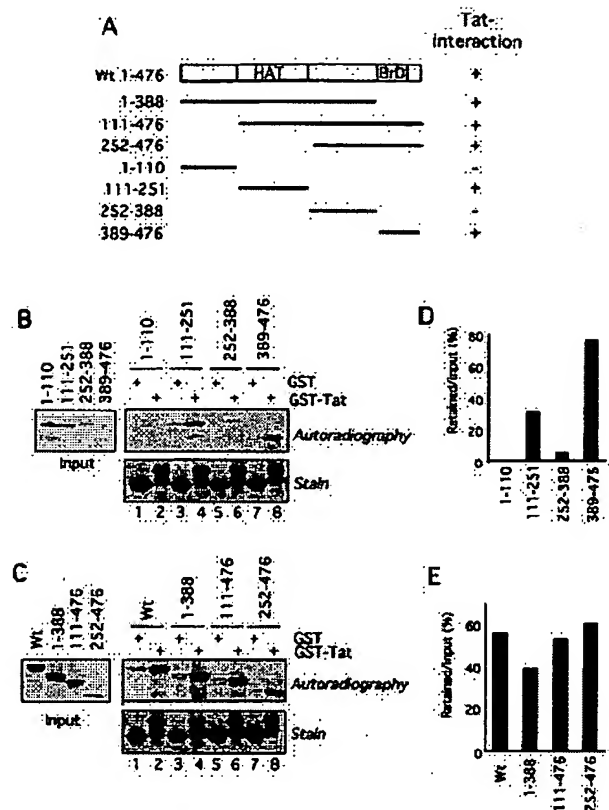 A
Tat-
interaction
Wt 1-476 HAT BrD +
1-388 +
111-476 +
252-476 +
1-110 -
111-251 +
252-388 -
389-476 +
B
1-110 111-251 252-388 389-476
Input
1-110 111-251 252-388 389-476
+ + + + GST
+ + + + GST-Tat
Autoradiography
Stain
1 2 3 4 5 6 7 8
D
Retained/Input (%)
80
60
40
20
0
1-110 111-251 252-388 389-476
C
Wt 1-388 111-476 252-476
Input
Wt 1-388 111-476 252-476
+ + + + GST
+ + + + GST-Tat
Autoradiography
Stain
1 2 3 4 5 6 7 8
E
Retained/Input (%)
60
40
20
0
Wt 1-388 111-476 252-476